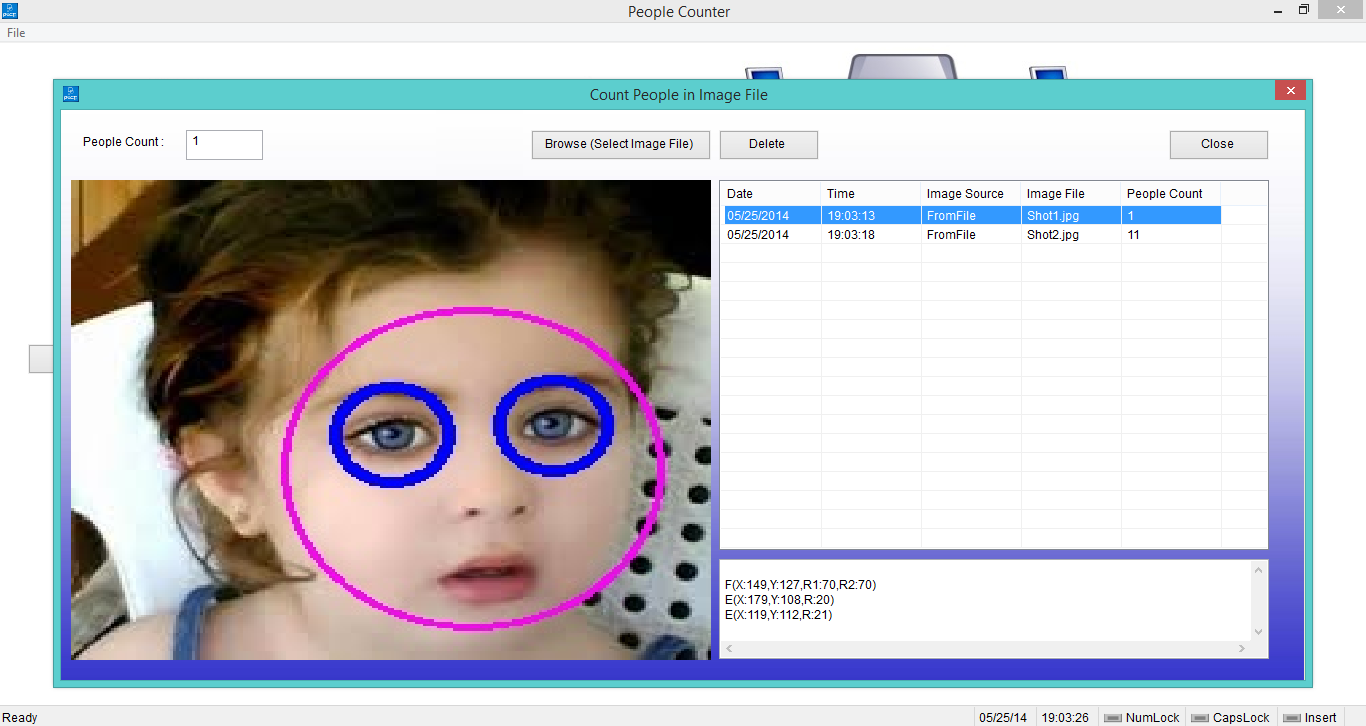 People Counter
File
Count People in Image File
People Count :
1
Browse (Select Image File)
Delete
Close
Date Time Image Source Image File People Count
05/25/2014 19:03:13 FromFile Shot1.jpg 1
05/25/2014 19:03:18 FromFile Shot2.jpg 11
F(X:149,Y:127,R1:70,R2:70)
E(X:179,Y:108,R:20)
E(X:119,Y:112,R:21)
Ready
05/25/14
19:03:26
NumLock
CapsLock
Insert